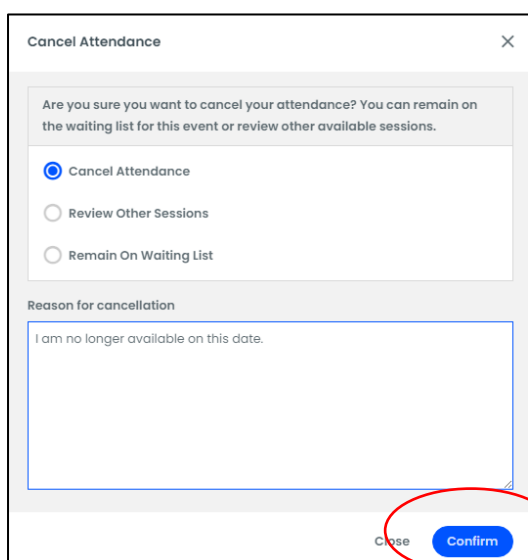 Cancel Attendance
Are you sure you want to cancel your attendance? You can remain on
the waiting list for this event or review other available sessions.
Cancel Attendance
Review Other Sessions
Remain On Waiting List
Reason for cancellation
I am no longer available on this date.
Close Confirm